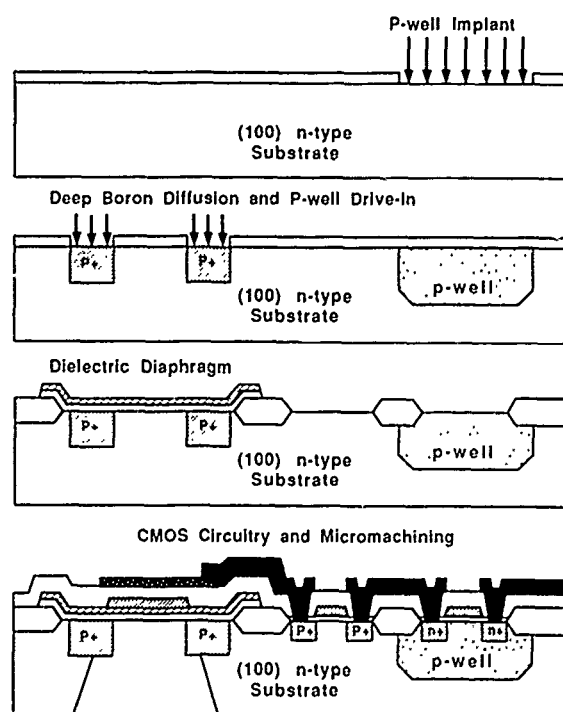 P-well Implant
(100) n-type
Substrate
Deep Boron Diffusion and P-well Drive-In
P+ P+
p-well
(100) n-type
Substrate
Dielectric Diaphragm
P+ P+
p-well
(100) n-type
Substrate
CMOS Circuitry and Micromachining
P+ P+ P+ P+ n+ n+
p-well
(100) n-type
Substrate